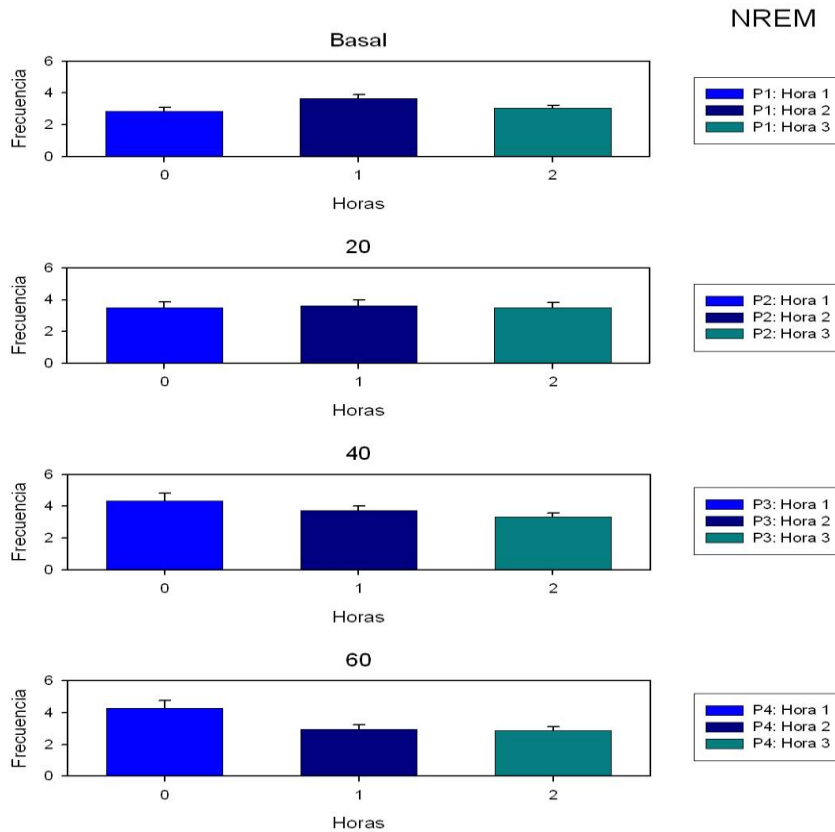 NREM
Basal
Frecuencia
6
4
2
0
0 1 2
Horas
P1: Hora 1
P1: Hora 2
P1: Hora 3
20
Frecuencia
6
4
2
0
0 1 2
Horas
P2: Hora 1
P2: Hora 2
P2: Hora 3
40
Frecuencia
6
4
2
0
0 1 2
Horas
P3: Hora 1
P3: Hora 2
P3: Hora 3
60
Frecuencia
6
4
2
0
0 1 2
Horas
P4: Hora 1
P4: Hora 2
P4: Hora 3